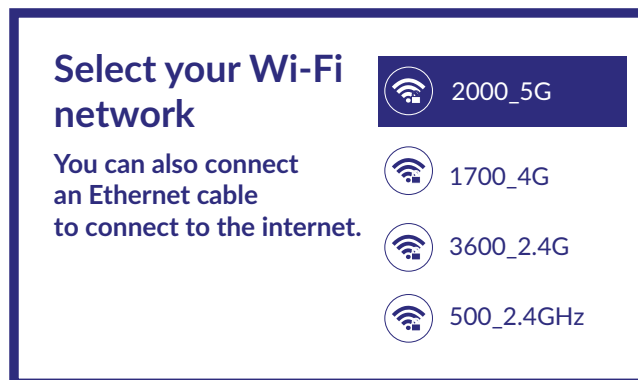 Select your Wi-Fi
network
You can also connect
an Ethernet cable
to connect to the internet.
2000_5G
1700_4G
3600_2.4G
500_2.4GHz